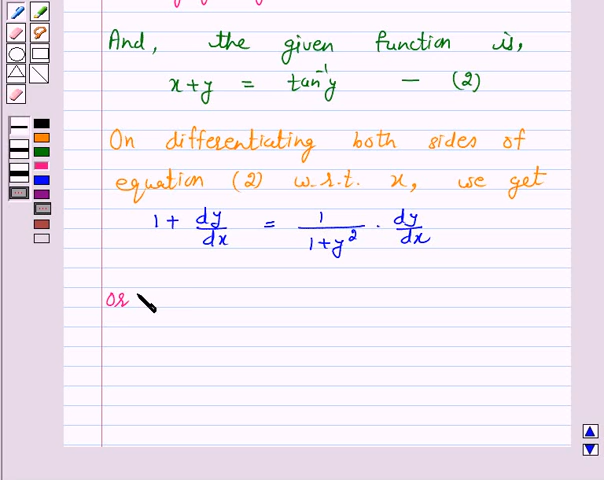 And, the given function is,
x+y = tan⁻¹y — (2)
On differentiating both sides of
equation (2) w.r.t. x, we get
1 + dy/dx = 1/1+y² . dy/dx
or